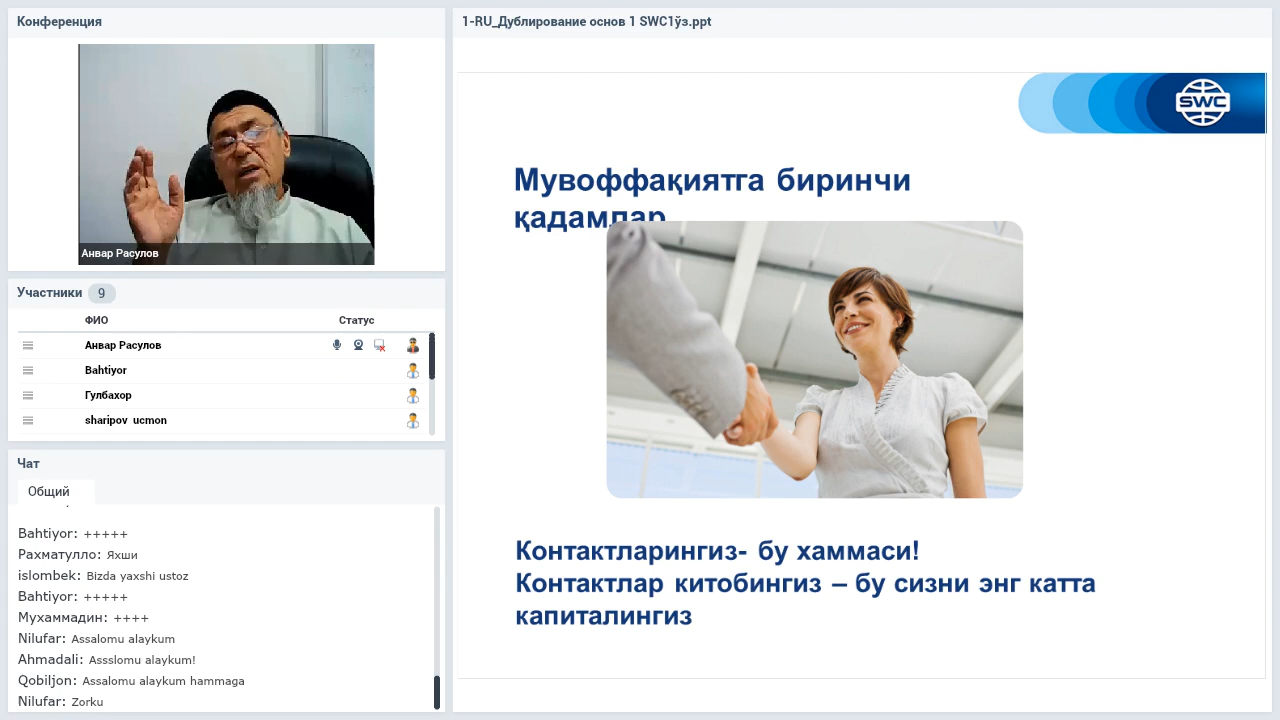 Конференция
Анвар Расулов
Участники 9
ФИО Статус
Анвар Расулов
Bahtiyor
Гулбахор
sharipov ucmon
Чат
Общий
Bahtiyor: +++++
Рахматулло: Яхши
islombek: Bizda yaxshi ustoz
Bahtiyor: +++++
Мухаммадин: ++++
Nilufar: Assalomu alaykum
Ahmadali: Assslomu alaykum!
Qobiljon: Assalomu alaykum hammaga
Nilufar: Zorku
1-RU_Дублирование основ 1 SWC1ўз.ppt
SWC
Мувоффақиятга биринчи
қадамлар
Контактларингиз- бу хаммаси!
Контактлар китобингиз – бу сизни энг катта
капиталингиз